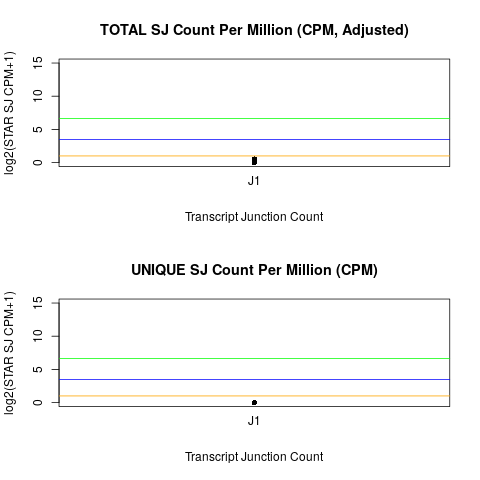 TOTAL SJ Count Per Million (CPM, Adjusted)
log2(STAR SJ CPM+1)
15
10
5
0
J1
Transcript Junction Count
UNIQUE SJ Count Per Million (CPM)
log2(STAR SJ CPM+1)
15
10
5
0
J1
Transcript Junction Count